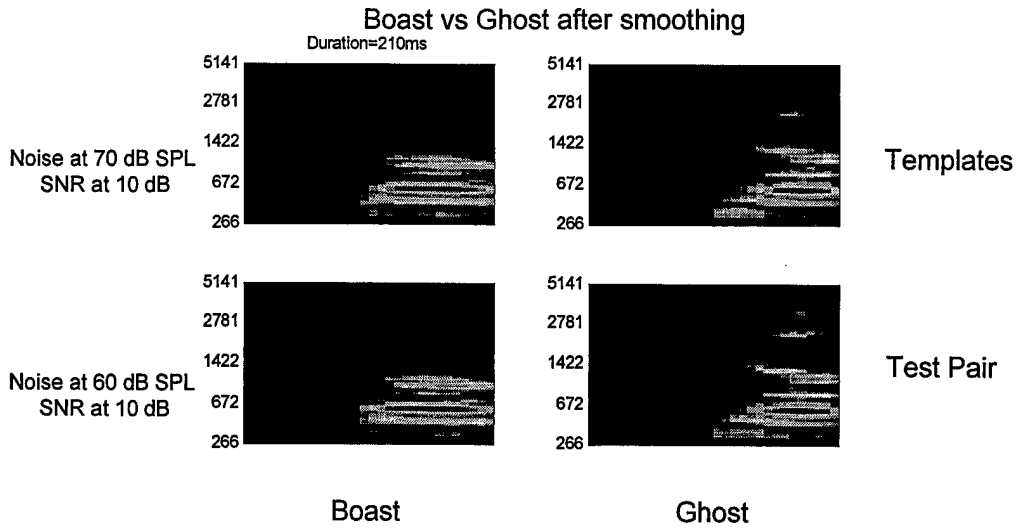 Boast vs Ghost after smoothing
Duration=210ms
5141
2781
1422
672
266
5141
2781
1422
672
266
Noise at 70 dB SPL
SNR at 10 dB
Templates
5141
2781
1422
672
266
5141
2781
1422
672
266
Noise at 60 dB SPL
SNR at 10 dB
Test Pair
Boast
Ghost